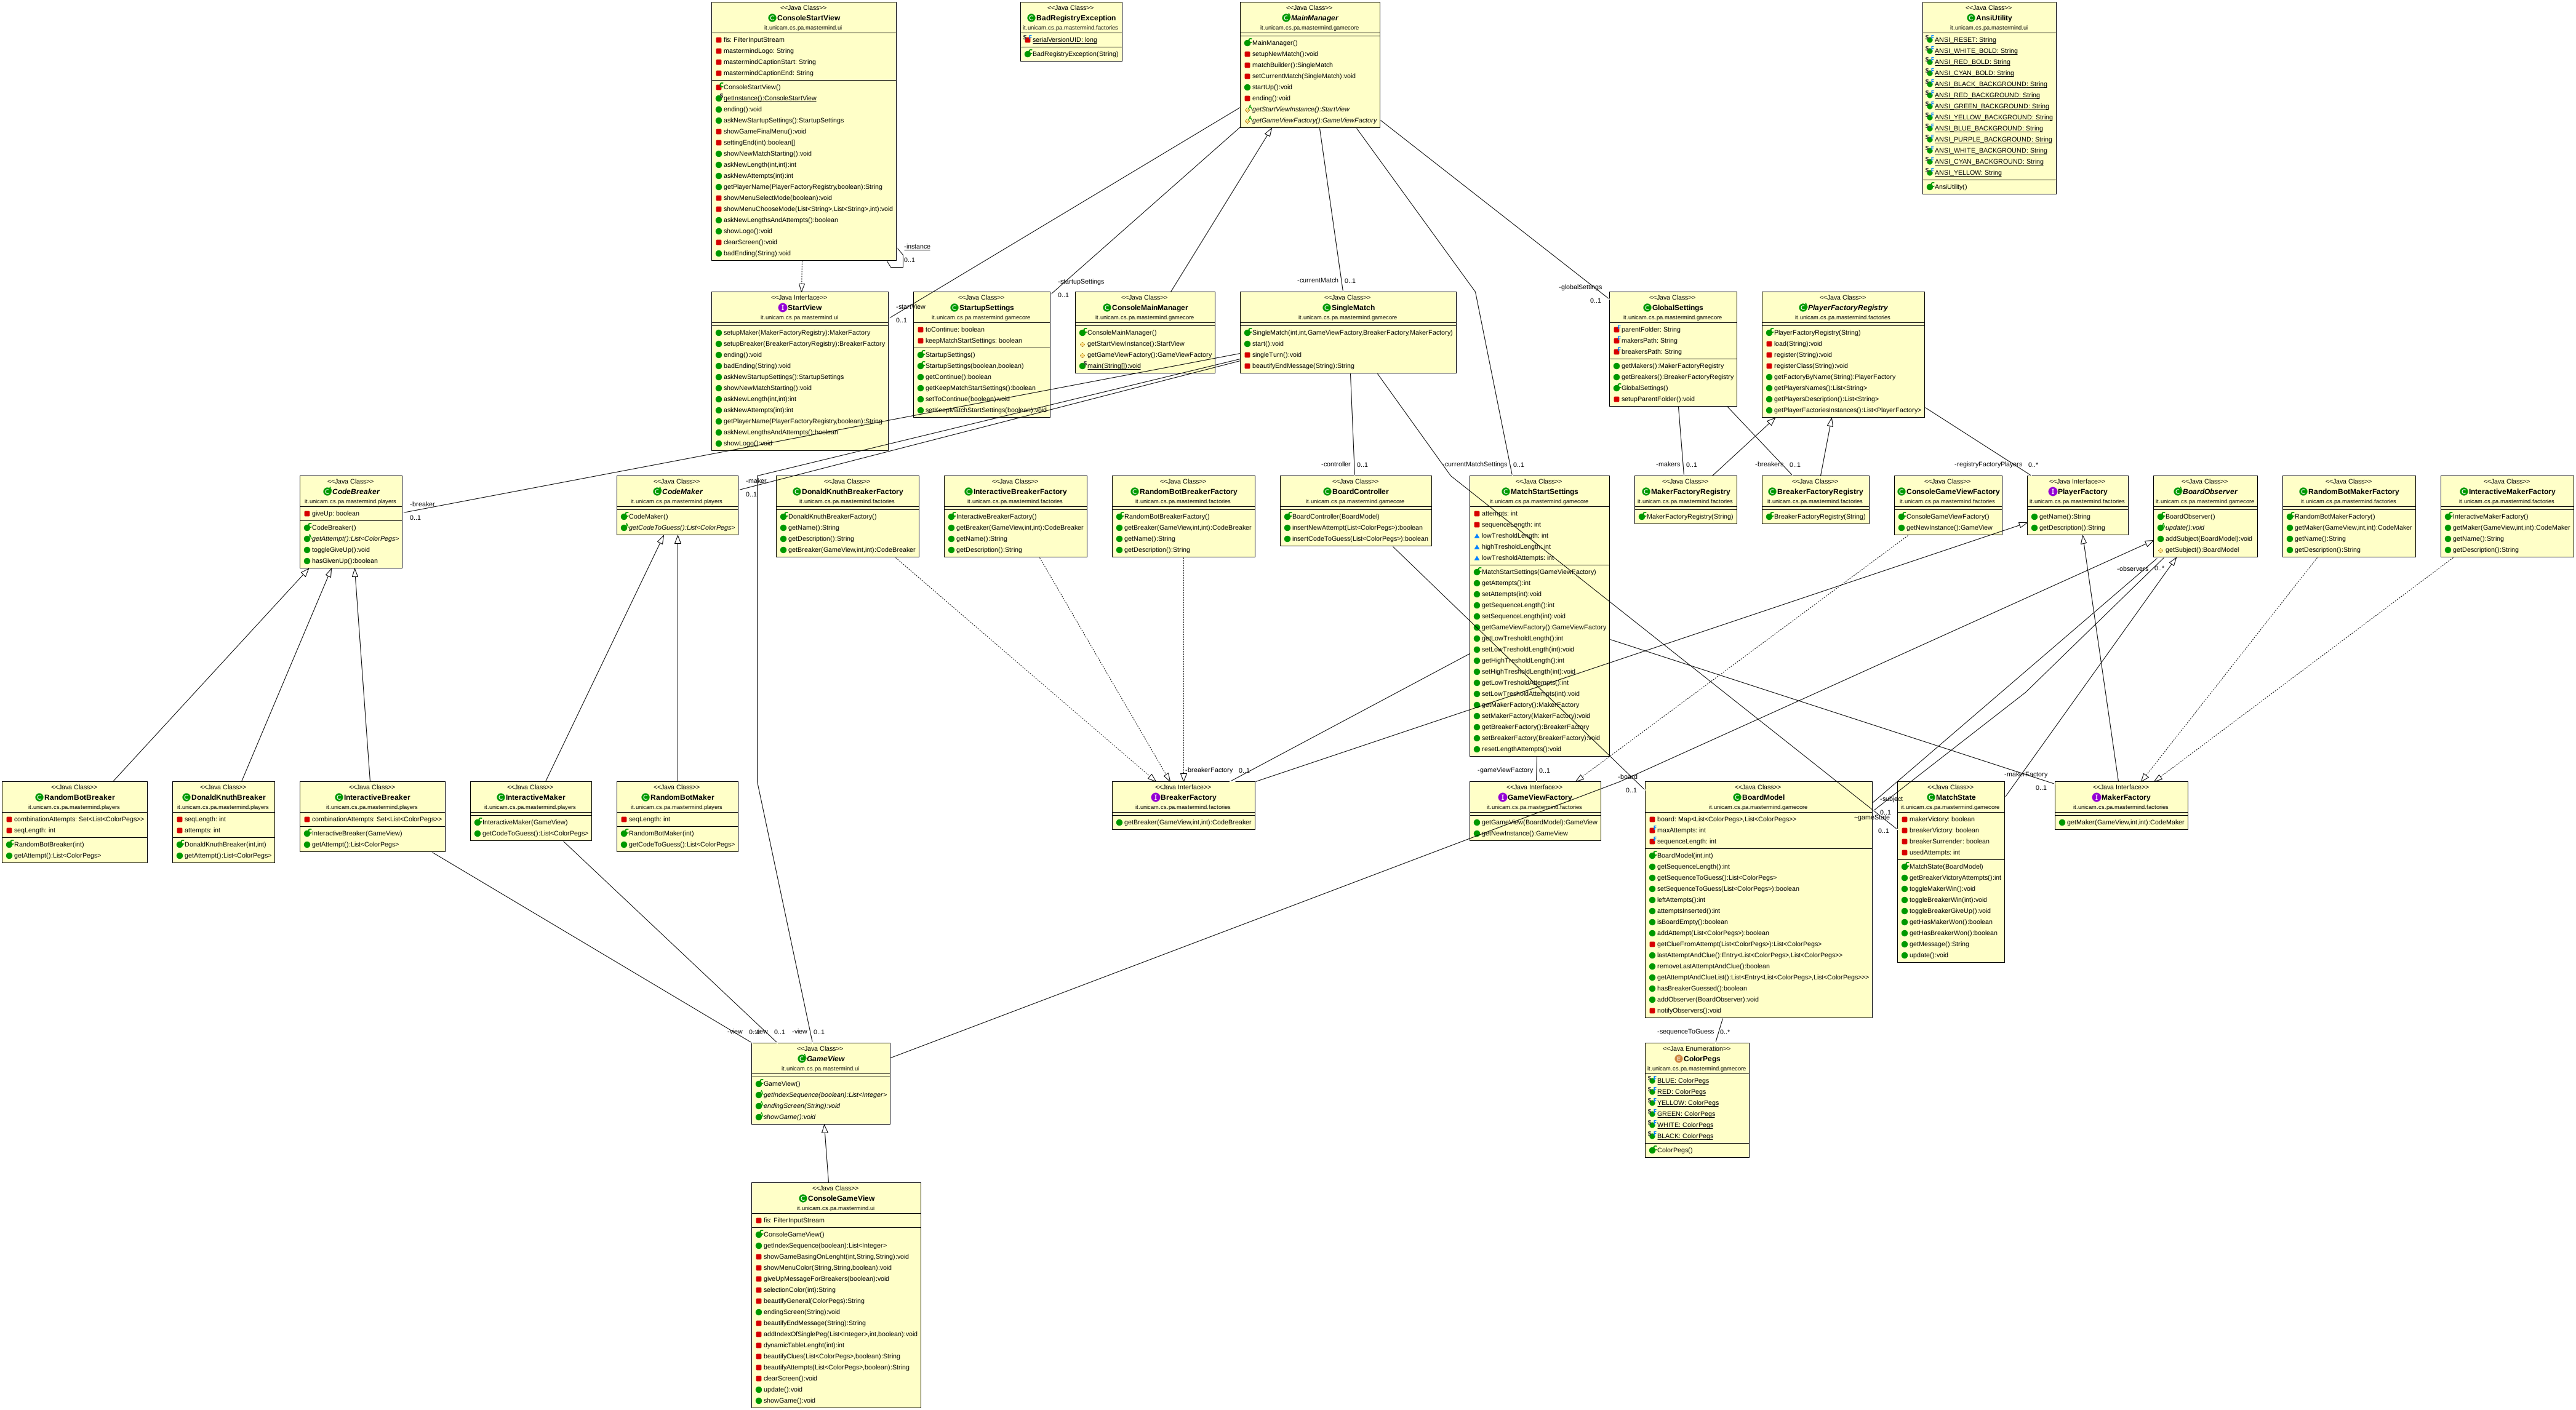 <<Java Class>>
ConsoleStartView
it.unicam.cs.pa.mastermind.ui
fis: FilterInputStream
mastermindLogo: String
mastermindCaptionStart: String
mastermindCaptionEnd: String
ConsoleStartView()
getInstance():ConsoleStartView
ending():void
askNewStartupSettings():StartupSettings
showGameFinalMenu():void
settingEnd(int):boolean[]
showNewMatchStarting():void
askNewLength(int,int):int
askNewAttempts(int):int
getPlayerName(PlayerFactoryRegistry,boolean):String
showMenuSelectMode(boolean):void
showMenuChooseMode(List<String>,List<String>,int):void
askNewLengthsAndAttempts():boolean
showLogo():void
clearScreen():void
badEnding(String):void
-instance
0..1
<<Java Class>>
BadRegistryException
it.unicam.cs.pa.mastermind.factories
serialVersionUID: long
BadRegistryException(String)
<<Java Class>>
MainManager
it.unicam.cs.pa.mastermind.gamecore
MainManager()
setupNewMatch():void
matchBuilder():SingleMatch
setCurrentMatch(SingleMatch):void
startUp():void
ending():void
getStartViewInstance():StartView
getGameViewFactory():GameViewFactory
<<Java Class>>
AnsiUtility
it.unicam.cs.pa.mastermind.ui
ANSI_RESET: String
ANSI_WHITE_BOLD: String
ANSI_RED_BOLD: String
ANSI_CYAN_BOLD: String
ANSI_BLACK_BACKGROUND: String
ANSI_RED_BACKGROUND: String
ANSI_GREEN_BACKGROUND: String
ANSI_YELLOW_BACKGROUND: String
ANSI_BLUE_BACKGROUND: String
ANSI_PURPLE_BACKGROUND: String
ANSI_WHITE_BACKGROUND: String
ANSI_CYAN_BACKGROUND: String
ANSI_YELLOW: String
AnsiUtility()
<<Java Interface>>
StartView
it.unicam.cs.pa.mastermind.ui
setupMaker(MakerFactoryRegistry):MakerFactory
setupBreaker(BreakerFactoryRegistry):BreakerFactory
ending():void
badEnding(String):void
askNewStartupSettings():StartupSettings
showNewMatchStarting():void
askNewLength(int,int):int
askNewAttempts(int):int
getPlayerName(PlayerFactoryRegistry,boolean):String
askNewLengthsAndAttempts():boolean
showLogo():void
-startView
0..1
-startupSettings
0..1
<<Java Class>>
StartupSettings
it.unicam.cs.pa.mastermind.gamecore
toContinue: boolean
keepMatchStartSettings: boolean
StartupSettings()
StartupSettings(boolean,boolean)
getContinue():boolean
getKeepMatchStartSettings():boolean
setToContinue(boolean):void
setKeepMatchStartSettings(boolean):void
<<Java Class>>
ConsoleMainManager
it.unicam.cs.pa.mastermind.gamecore
ConsoleMainManager()
getStartViewInstance():StartView
getGameViewFactory():GameViewFactory
main(String[]):void
-currentMatch 0..1
<<Java Class>>
SingleMatch
it.unicam.cs.pa.mastermind.gamecore
SingleMatch(int,int,GameViewFactory,BreakerFactory,MakerFactory)
start():void
singleTurn():void
beautifyEndMessage(String):String
-globalSettings
0..1
<<Java Class>>
GlobalSettings
it.unicam.cs.pa.mastermind.gamecore
parentFolder: String
makersPath: String
breakersPath: String
getMakers():MakerFactoryRegistry
getBreakers():BreakerFactoryRegistry
GlobalSettings()
setupParentFolder():void
<<Java Class>>
PlayerFactoryRegistry
it.unicam.cs.pa.mastermind.factories
PlayerFactoryRegistry(String)
load(String):void
register(String):void
registerClass(String):void
getFactoryByName(String):PlayerFactory
getPlayersNames():List<String>
getPlayersDescription():List<String>
getPlayerFactoriesInstances():List<PlayerFactory>
<<Java Class>>
CodeBreaker
it.unicam.cs.pa.mastermind.players
giveUp: boolean
CodeBreaker()
getAttempt():List<ColorPegs>
toggleGiveUp():void
hasGivenUp():boolean
-breaker
0..1
<<Java Class>>
CodeMaker
it.unicam.cs.pa.mastermind.players
CodeMaker()
getCodeToGuess():List<ColorPegs>
-maker
0..1
<<Java Class>>
DonaldKnuthBreakerFactory
it.unicam.cs.pa.mastermind.factories
DonaldKnuthBreakerFactory()
getName():String
getDescription():String
getBreaker(GameView,int,int):CodeBreaker
<<Java Class>>
InteractiveBreakerFactory
it.unicam.cs.pa.mastermind.factories
InteractiveBreakerFactory()
getBreaker(GameView,int,int):CodeBreaker
getName():String
getDescription():String
<<Java Class>>
RandomBotBreakerFactory
it.unicam.cs.pa.mastermind.factories
RandomBotBreakerFactory()
getBreaker(GameView,int,int):CodeBreaker
getName():String
getDescription():String
-controller 0..1
<<Java Class>>
BoardController
it.unicam.cs.pa.mastermind.gamecore
BoardController(BoardModel)
insertNewAttempt(List<ColorPegs>):boolean
insertCodeToGuess(List<ColorPegs>):boolean
-currentMatchSettings 0..1
<<Java Class>>
MatchStartSettings
it.unicam.cs.pa.mastermind.gamecore
attempts: int
sequenceLength: int
lowTresholdLength: int
highTresholdLength: int
lowTresholdAttempts: int
MatchStartSettings(GameViewFactory)
getAttempts():int
setAttempts(int):void
getSequenceLength():int
setSequenceLength(int):void
getGameViewFactory():GameViewFactory
getLowTresholdLength():int
setLowTresholdLength(int):void
getHighTresholdLength():int
setHighTresholdLength(int):void
getLowTresholdAttempts():int
setLowTresholdAttempts(int):void
getMakerFactory():MakerFactory
setMakerFactory(MakerFactory):void
getBreakerFactory():BreakerFactory
setBreakerFactory(BreakerFactory):void
resetLengthAttempts():void
-makers 0..1
<<Java Class>>
MakerFactoryRegistry
it.unicam.cs.pa.mastermind.factories
MakerFactoryRegistry(String)
-breakers 0..1
<<Java Class>>
BreakerFactoryRegistry
it.unicam.cs.pa.mastermind.factories
BreakerFactoryRegistry(String)
<<Java Class>>
ConsoleGameViewFactory
it.unicam.cs.pa.mastermind.factories
ConsoleGameViewFactory()
getNewInstance():GameView
-registryFactoryPlayers 0..*
<<Java Interface>>
PlayerFactory
it.unicam.cs.pa.mastermind.factories
getName():String
getDescription():String
<<Java Class>>
BoardObserver
it.unicam.cs.pa.mastermind.gamecore
BoardObserver()
update():void
addSubject(BoardModel):void
getSubject():BoardModel
-observers 0..*
<<Java Class>>
RandomBotMakerFactory
it.unicam.cs.pa.mastermind.factories
RandomBotMakerFactory()
getMaker(GameView,int,int):CodeMaker
getName():String
getDescription():String
<<Java Class>>
InteractiveMakerFactory
it.unicam.cs.pa.mastermind.factories
InteractiveMakerFactory()
getMaker(GameView,int,int):CodeMaker
getName():String
getDescription():String
<<Java Class>>
RandomBotBreaker
it.unicam.cs.pa.mastermind.players
combinationAttempts: Set<List<ColorPegs>>
seqLength: int
RandomBotBreaker(int)
getAttempt():List<ColorPegs>
<<Java Class>>
DonaldKnuthBreaker
it.unicam.cs.pa.mastermind.players
seqLength: int
attempts: int
DonaldKnuthBreaker(int,int)
getAttempt():List<ColorPegs>
<<Java Class>>
InteractiveBreaker
it.unicam.cs.pa.mastermind.players
combinationAttempts: Set<List<ColorPegs>>
InteractiveBreaker(GameView)
getAttempt():List<ColorPegs>
<<Java Class>>
InteractiveMaker
it.unicam.cs.pa.mastermind.players
InteractiveMaker(GameView)
getCodeToGuess():List<ColorPegs>
<<Java Class>>
RandomBotMaker
it.unicam.cs.pa.mastermind.players
seqLength: int
RandomBotMaker(int)
getCodeToGuess():List<ColorPegs>
-breakerFactory 0..1
<<Java Interface>>
BreakerFactory
it.unicam.cs.pa.mastermind.factories
getBreaker(GameView,int,int):CodeBreaker
-gameViewFactory 0..1
<<Java Interface>>
GameViewFactory
it.unicam.cs.pa.mastermind.factories
getGameView(BoardModel):GameView
getNewInstance():GameView
-board
0..1
<<Java Class>>
BoardModel
it.unicam.cs.pa.mastermind.gamecore
board: Map<List<ColorPegs>,List<ColorPegs>>
maxAttempts: int
sequenceLength: int
BoardModel(int,int)
getSequenceLength():int
getSequenceToGuess():List<ColorPegs>
setSequenceToGuess(List<ColorPegs>):boolean
leftAttempts():int
attemptsInserted():int
isBoardEmpty():boolean
addAttempt(List<ColorPegs>):boolean
getClueFromAttempt(List<ColorPegs>):List<ColorPegs>
lastAttemptAndClue():Entry<List<ColorPegs>,List<ColorPegs>>
removeLastAttemptAndClue():boolean
getAttemptAndClueList():List<Entry<List<ColorPegs>,List<ColorPegs>>>
hasBreakerGuessed():boolean
addObserver(BoardObserver):void
notifyObservers():void
-subject
0..1
~gameState
0..1
<<Java Class>>
MatchState
it.unicam.cs.pa.mastermind.gamecore
makerVictory: boolean
breakerVictory: boolean
breakerSurrender: boolean
usedAttempts: int
MatchState(BoardModel)
getBreakerVictoryAttempts():int
toggleMakerWin():void
toggleBreakerWin(int):void
toggleBreakerGiveUp():void
getHasMakerWon():boolean
getHasBreakerWon():boolean
getMessage():String
update():void
-makerFactory
0..1
<<Java Interface>>
MakerFactory
it.unicam.cs.pa.mastermind.factories
getMaker(GameView,int,int):CodeMaker
-view 0..1
-view 0..1
-view 0..1
<<Java Class>>
GameView
it.unicam.cs.pa.mastermind.ui
GameView()
getIndexSequence(boolean):List<Integer>
endingScreen(String):void
showGame():void
-sequenceToGuess 0..*
<<Java Enumeration>>
ColorPegs
it.unicam.cs.pa.mastermind.gamecore
BLUE: ColorPegs
RED: ColorPegs
YELLOW: ColorPegs
GREEN: ColorPegs
WHITE: ColorPegs
BLACK: ColorPegs
ColorPegs()
<<Java Class>>
ConsoleGameView
it.unicam.cs.pa.mastermind.ui
fis: FilterInputStream
ConsoleGameView()
getIndexSequence(boolean):List<Integer>
showGameBasingOnLenght(int,String,String):void
showMenuColor(String,String,boolean):void
giveUpMessageForBreakers(boolean):void
selectionColor(int):String
beautifyGeneral(ColorPegs):String
endingScreen(String):void
beautifyEndMessage(String):String
addIndexOfSinglePeg(List<Integer>,int,boolean):void
dynamicTableLenght(int):int
beautifyClues(List<ColorPegs>,boolean):String
beautifyAttempts(List<ColorPegs>,boolean):String
clearScreen():void
update():void
showGame():void